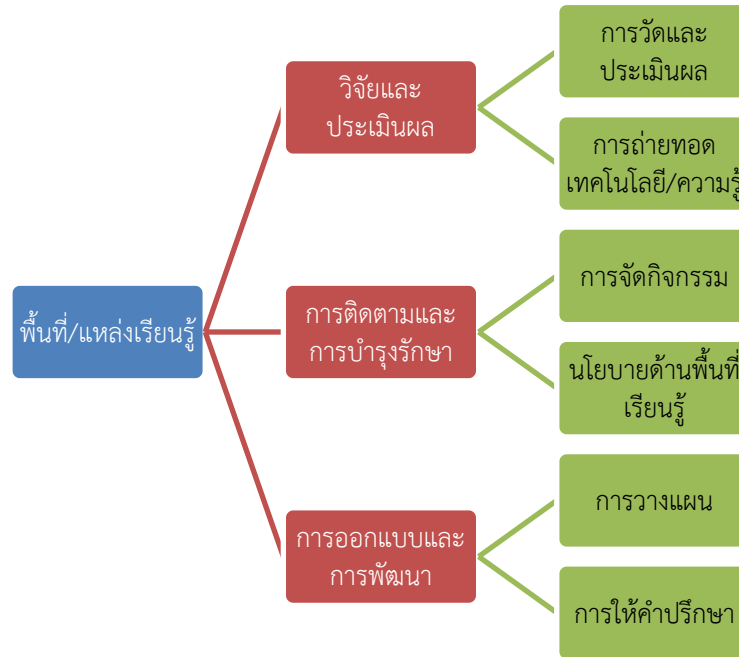 พื้นที่/แหล่งเรียนรู้
วิจัยและ
ประเมินผล
การวัดและ
ประเมินผล
การถ่ายทอด
เทคโนโลยี/ความรู้
การติดตามและ
การบำรุงรักษา
การจัดกิจกรรม
นโยบายด้านพื้นที่
เรียนรู้
การออกแบบและ
การพัฒนา
การวางแผน
การให้คำปรึกษา